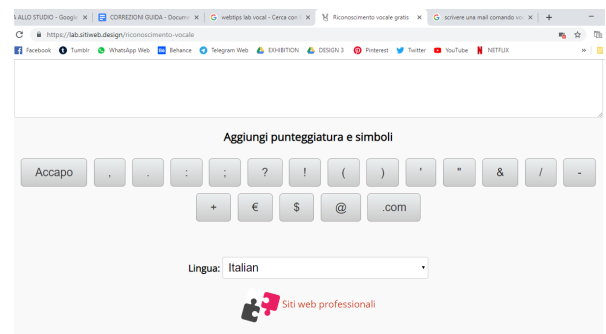 ALLO STUDIO - Google CORREZIONI GUIDA - Docume webtips lab vocal - Cerca con Riconoscimento vocale gratis scrivere una mail comando vo
https://lab.sitiweb.design/riconoscimento-vocale
Facebook Tumblr WhatsApp Web Behance Telegram Web EXHIBITION DESIGN 3 Pinterest Twitter YouTube NETFLIX
Aggiungi punteggiatura e simboli
Accapo , . : ; ? ! ( ) ' " & / -
+ € $ @ .com
Lingua: Italian
Siti web professionali